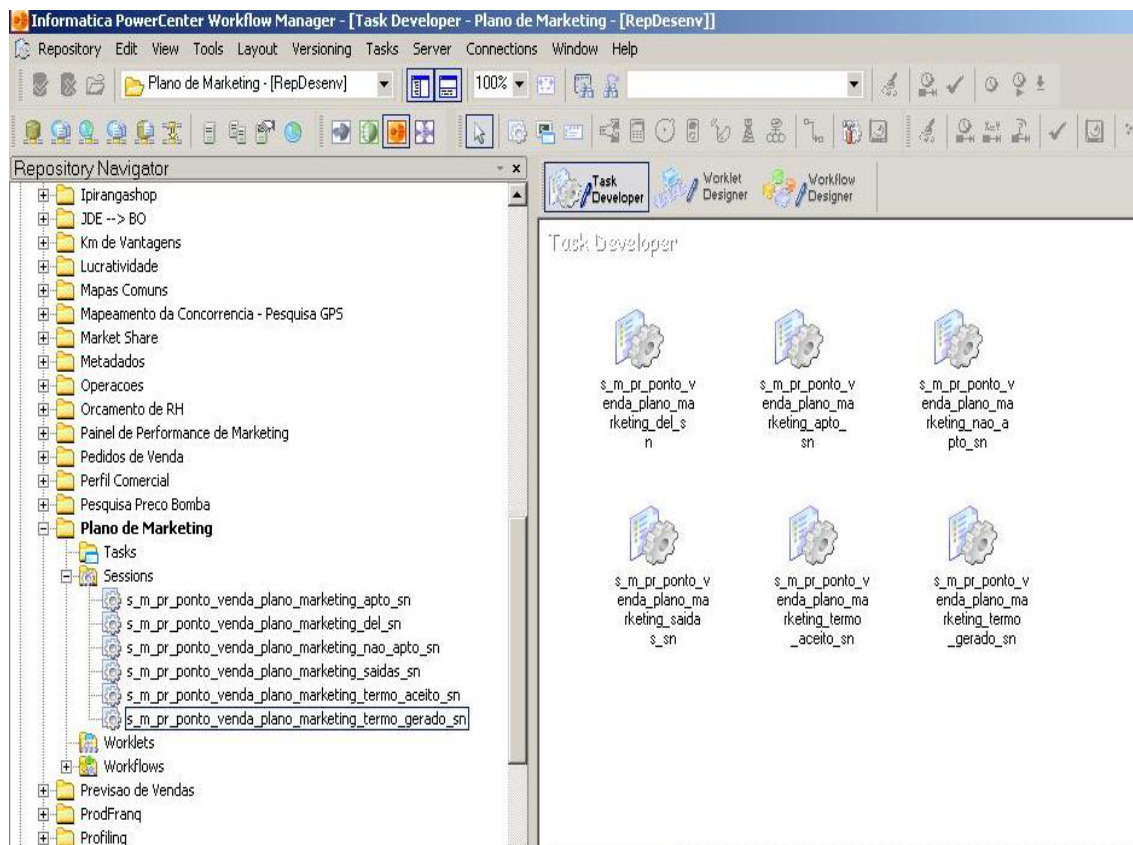 Informatica PowerCenter Workflow Manager - [Task Developer - Plano de Marketing - [RepDesenv]]
Repository Edit View Tools Layout Versioning Tasks Server Connections Window Help
Plano de Marketing - [RepDesenv] 100%
Repository Navigator
Ipirangashop
JDE --> BO
Km de Vantagens
Lucratividade
Mapas Comuns
Mapeamento da Concorrencia - Pesquisa GPS
Market Share
Metadados
Operacoes
Orcamento de RH
Painel de Performance de Marketing
Pedidos de Venda
Perfil Comercial
Pesquisa Preco Bomba
Plano de Marketing
Tasks
Sessions
s_m_pr_ponto_venda_plano_marketing_apto_sn
s_m_pr_ponto_venda_plano_marketing_del_sn
s_m_pr_ponto_venda_plano_marketing_nao_apto_sn
s_m_pr_ponto_venda_plano_marketing_saidas_sn
s_m_pr_ponto_venda_plano_marketing_termo_aceito_sn
s_m_pr_ponto_venda_plano_marketing_termo_gerado_sn
Worklets
Workflows
Previsao de Vendas
ProdFranq
Profiling
Task
Developer
Worklet
Designer
Workflow
Designer
Task Developer
s_m_pr_ponto_v
enda_plano_ma
rketing_del_s
n
s_m_pr_ponto_v
enda_plano_ma
rketing_apto_
sn
s_m_pr_ponto_v
enda_plano_ma
rketing_nao_a
pto_sn
s_m_pr_ponto_v
enda_plano_ma
rketing_saida
s_sn
s_m_pr_ponto_v
enda_plano_ma
rketing_termo
_aceito_sn
s_m_pr_ponto_v
enda_plano_ma
rketing_termo
_gerado_sn